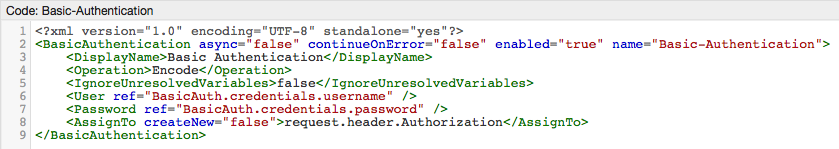 Code: Basic-Authentication
1 <?xml version="1.0" encoding="UTF-8" standalone="yes"?>
2 <BasicAuthentication async="false" continueOnError="false" enabled="true" name="Basic-Authentication">
3     <DisplayName>Basic Authentication</DisplayName>
4     <Operation>Encode</Operation>
5     <IgnoreUnresolvedVariables>false</IgnoreUnresolvedVariables>
6     <User ref="BasicAuth.credentials.username" />
7     <Password ref="BasicAuth.credentials.password" />
8     <AssignTo createNew="false">request.header.Authorization</AssignTo>
9 </BasicAuthentication>